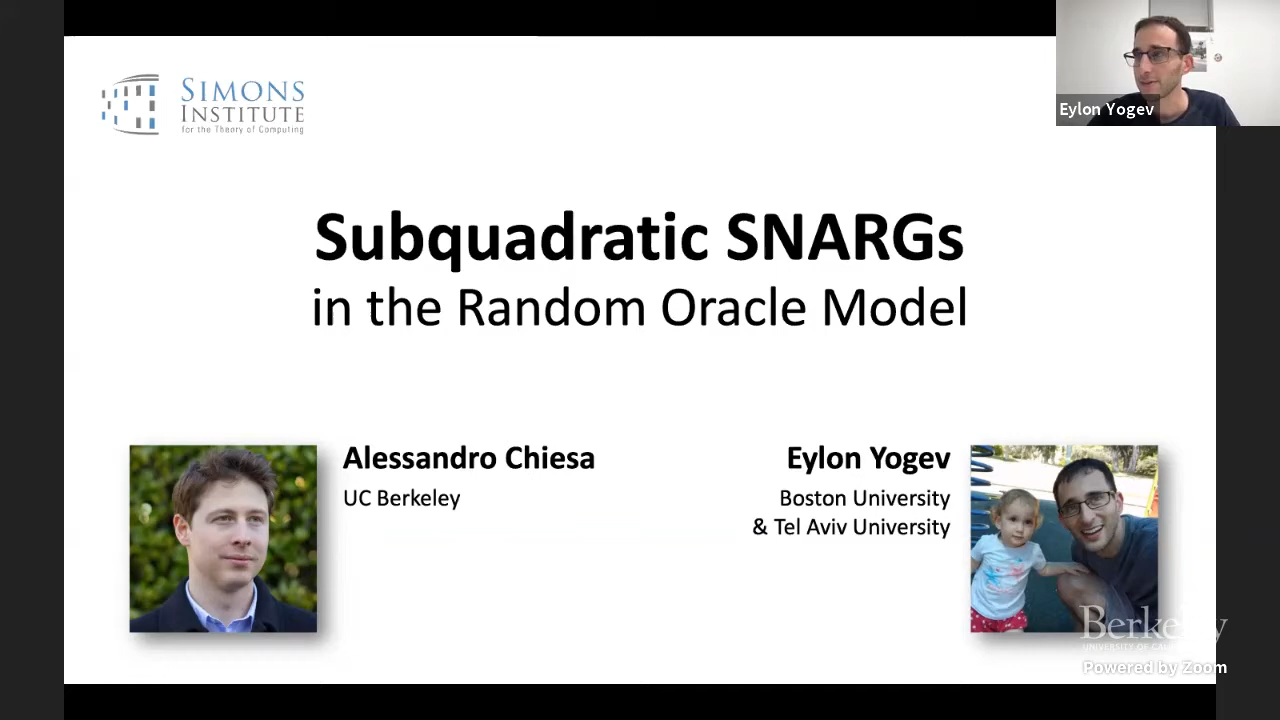 SIMONS
INSTITUTE
for the Theory of Computing
Eylon Yogev
Subquadratic SNARGs
in the Random Oracle Model
Alessandro Chiesa
UC Berkeley
Eylon Yogev
Boston University
& Tel Aviv University
Berkeley
Powered by Zoom